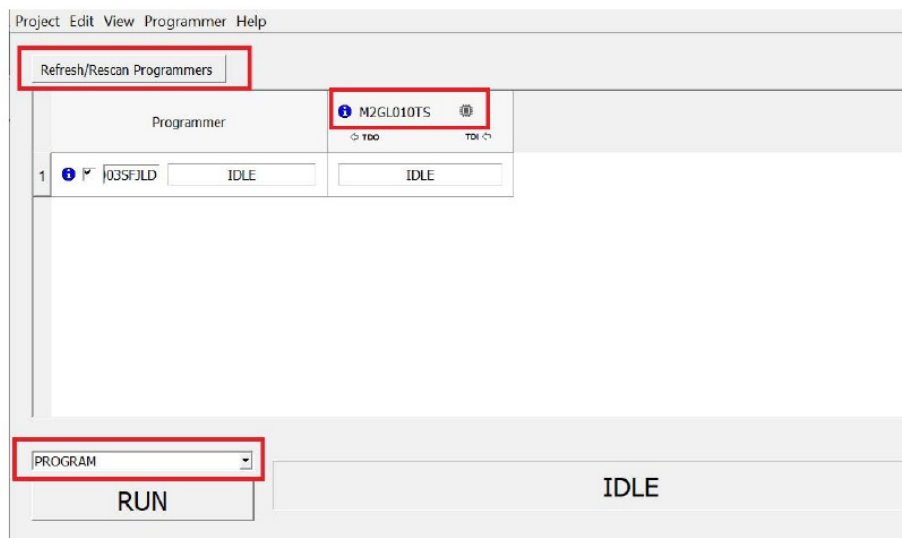 Project Edit View Programmer Help
Refresh/Rescan Programmers
Programmer
M2GL010TS
TDO TDI
1 03SFJLD IDLE IDLE
PROGRAM
RUN
IDLE